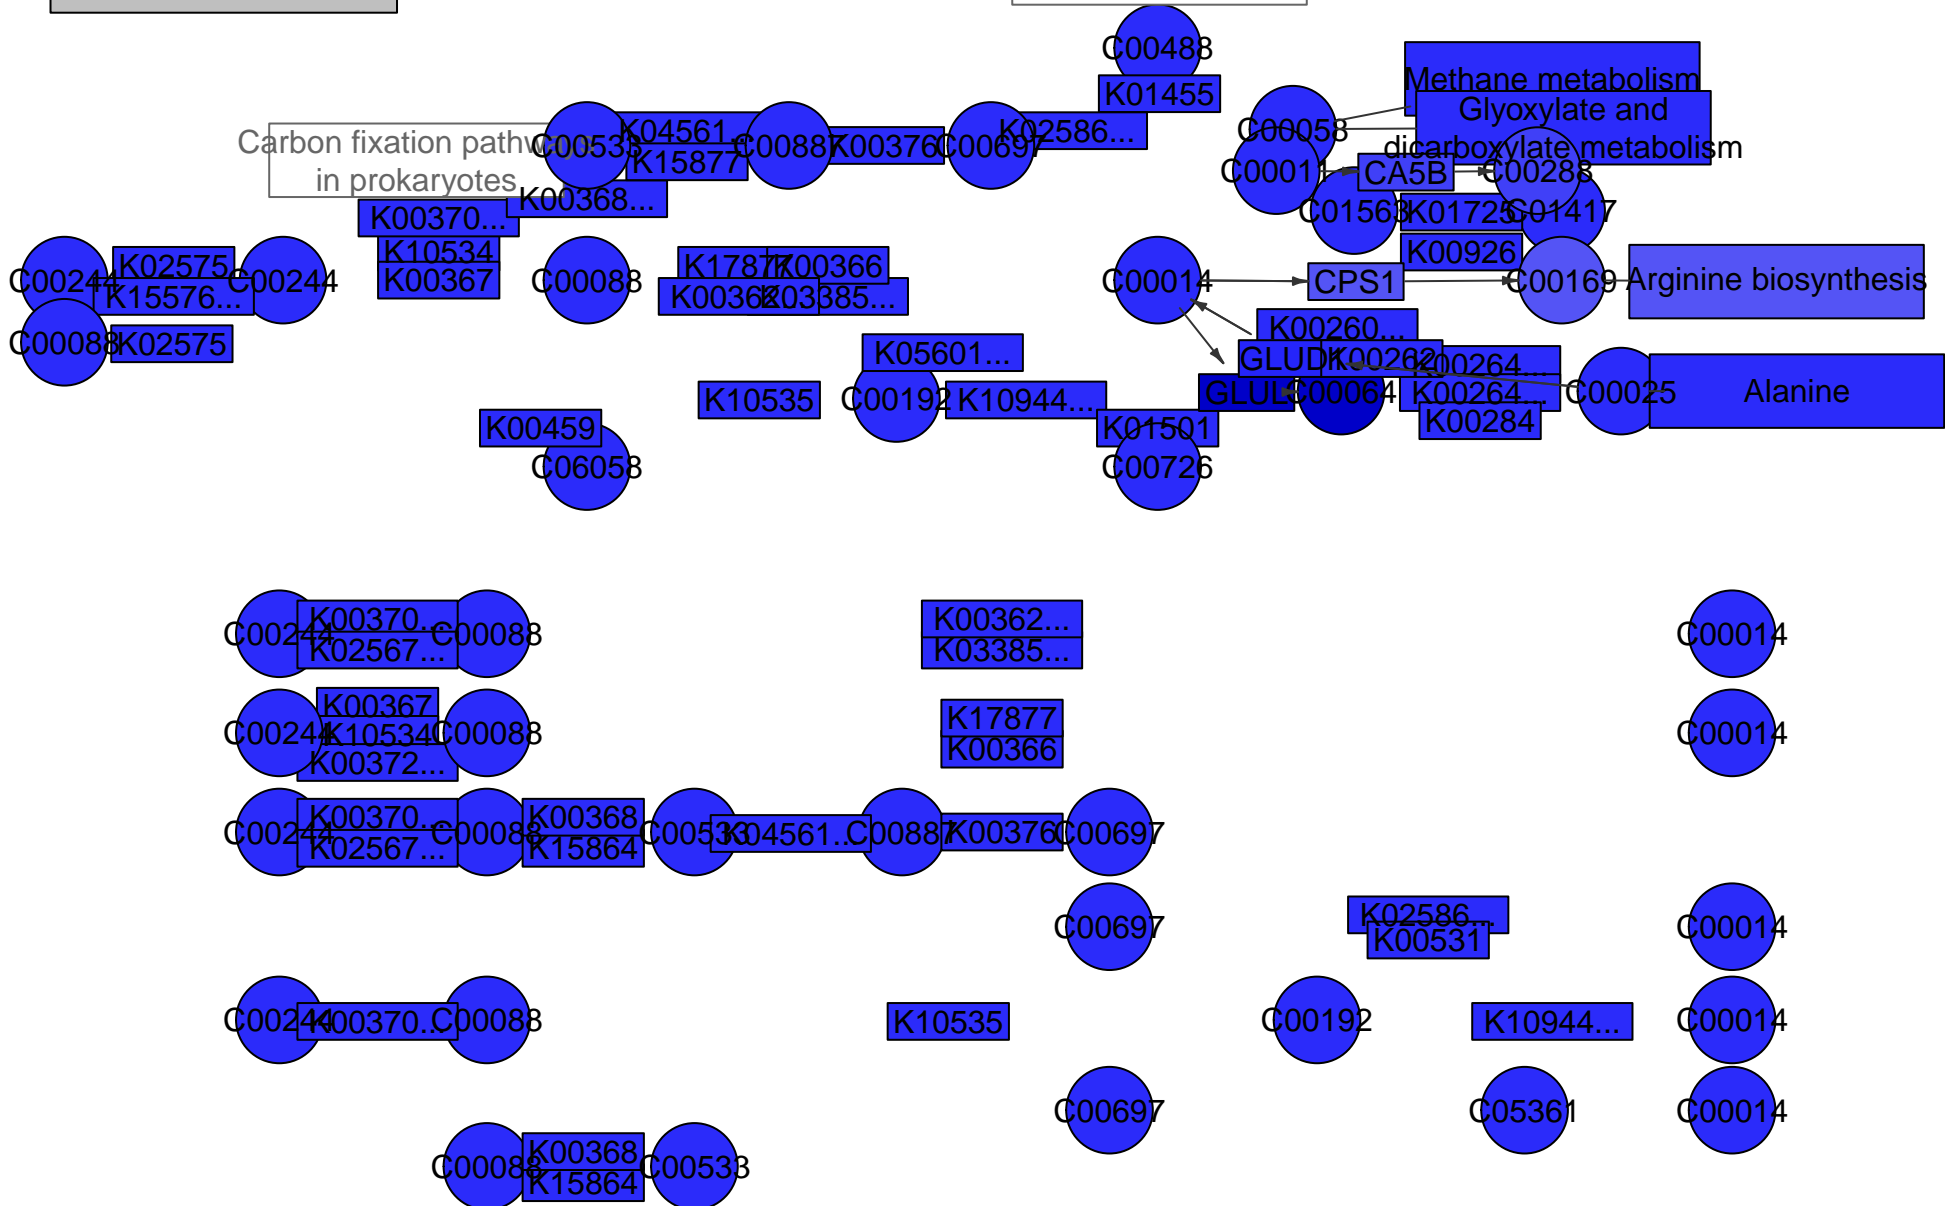 C00488
K01455
Methane metabolism
Glyoxylate and
dicarboxylate metabolism
C00058
Carbon fixation pathways
in prokaryotes
C00533
K04561...
K15877
C00887
K00376
C00697
K02586...
C00011
CA5B
C00288
C01563
K01725
C01417
K00368...
K00370...
K10534
K00367
K00926
C00244
K02575
K15576...
C00244
C00088
K17877
K00366
K00362...
K03385...
C00014
CPS1
C00169
Arginine biosynthesis
C00088
K02575
K00260...
K05601...
GLUD1
K00262
K00264...
K10535
C00192
K10944...
GLUL
C00064
K00264...
C00025
Alanine
K00284
K00459
K01501
C06058
C00726
C00244
K00370...
K02567...
C00088
K00362...
K03385...
C00014
C00244
K00367
K10534
K00372...
C00088
K17877
K00366
C00014
C00244
K00370...
K02567...
C00088
K00368
K15864
C00533
K04561...
C00887
K00376
C00697
C00697
K02586...
K00531
C00014
C00244
K00370...
C00088
K10535
C00192
K10944...
C00014
C00697
C05361
C00014
C00088
K00368
K15864
C00533